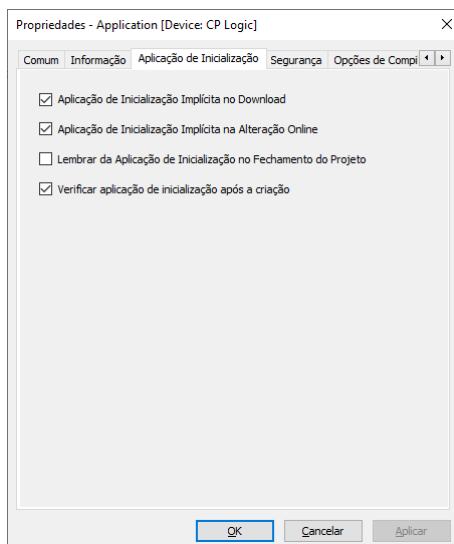 Propriedades - Application [Device: CP Logic]
Comum Informação Aplicação de Inicialização Segurança Opções de Compi
Aplicação de Inicialização Implícita no Download
Aplicação de Inicialização Implícita na Alteração Online
Lembrar da Aplicação de Inicialização no Fechamento do Projeto
Verificar aplicação de inicialização após a criação
OK Cancelar Aplicar